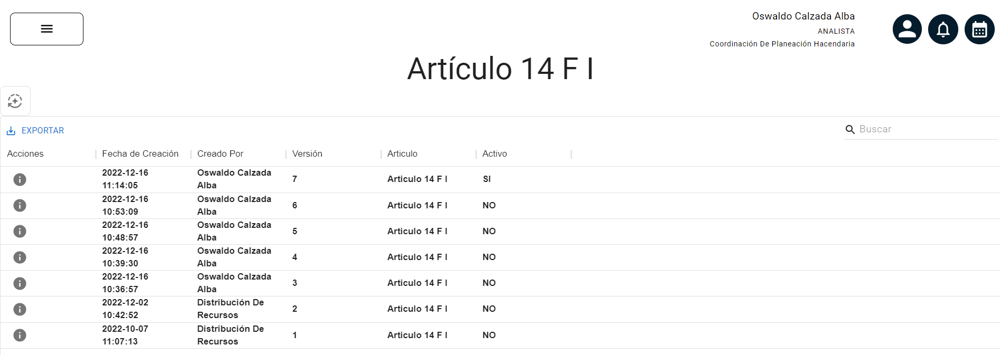 Oswaldo Calzada Alba
ANALISTA
Coordinación De Planeación Hacendaria
Artículo 14 F I
EXPORTAR
Buscar
Acciones Fecha de Creación Creado Por Versión Articulo Activo
2022-12-16 Oswaldo Calzada
11:14:05 Alba 7 Articulo 14 F I SI
2022-12-16 Oswaldo Calzada
10:53:09 Alba 6 Articulo 14 F I NO
2022-12-16 Oswaldo Calzada
10:48:57 Alba 5 Articulo 14 F I NO
2022-12-16 Oswaldo Calzada
10:39:30 Alba 4 Articulo 14 F I NO
2022-12-16 Oswaldo Calzada
10:36:57 Alba 3 Articulo 14 F I NO
2022-12-02 Distribución De
10:42:52 Recursos 2 Articulo 14 F I NO
2022-10-07 Distribución De
11:07:13 Recursos 1 Articulo 14 F I NO